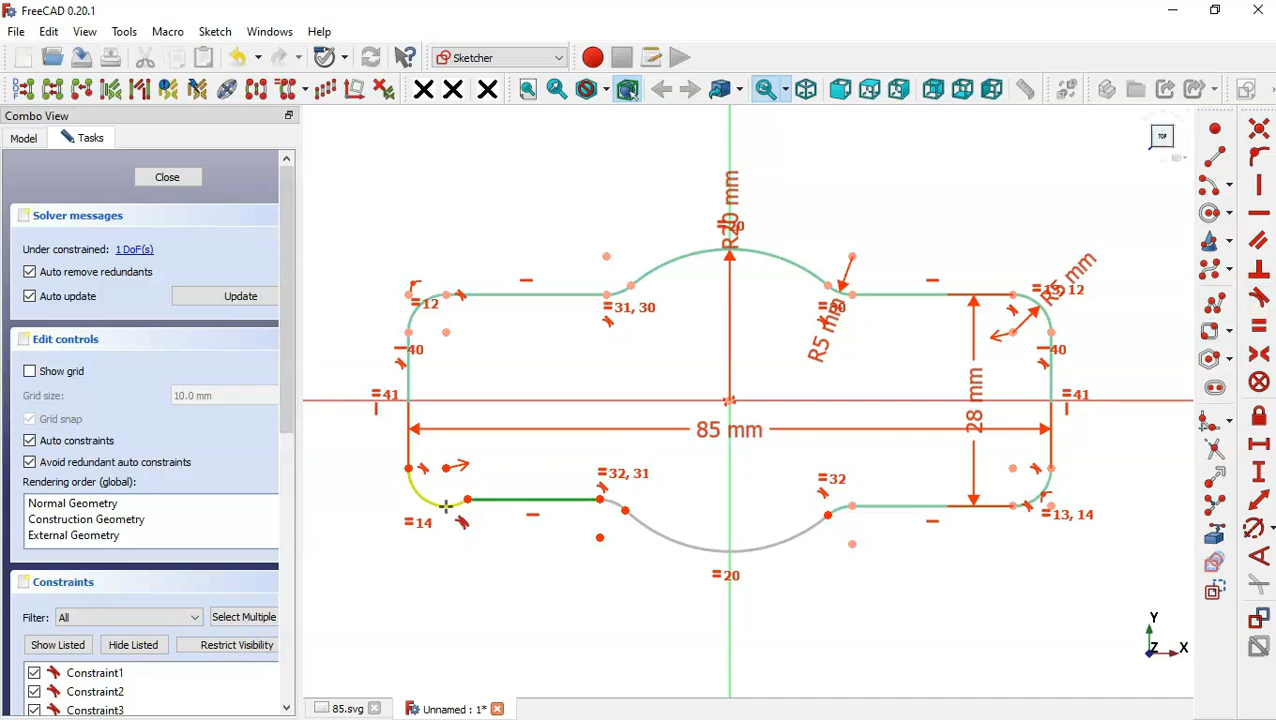 FreeCAD 0.20.1
File Edit View Tools Macro Sketch Windows Help
Sketcher
Combo View
Model Tasks
Close
Solver messages
Under constrained: 1 DoF(s)
Auto remove redundants
Auto update Update
Edit controls
Show grid
Grid size: 10.0 mm
Grid snap
Auto constraints
Avoid redundant auto constraints
Rendering order (global):
Normal Geometry
Construction Geometry
External Geometry
Constraints
Filter: All Select Multiple
Show Listed Hide Listed Restrict Visibility
Constraint1
Constraint2
Constraint3
TOP
R20 mm
=20
R5 mm
=12
=31, 30
=30
12
R5 mm
40
40
=41
=41
28 mm
85 mm
=32, 31
=32
=14
=13, 14
=20
Y
Z X
85.svg Unnamed : 1*